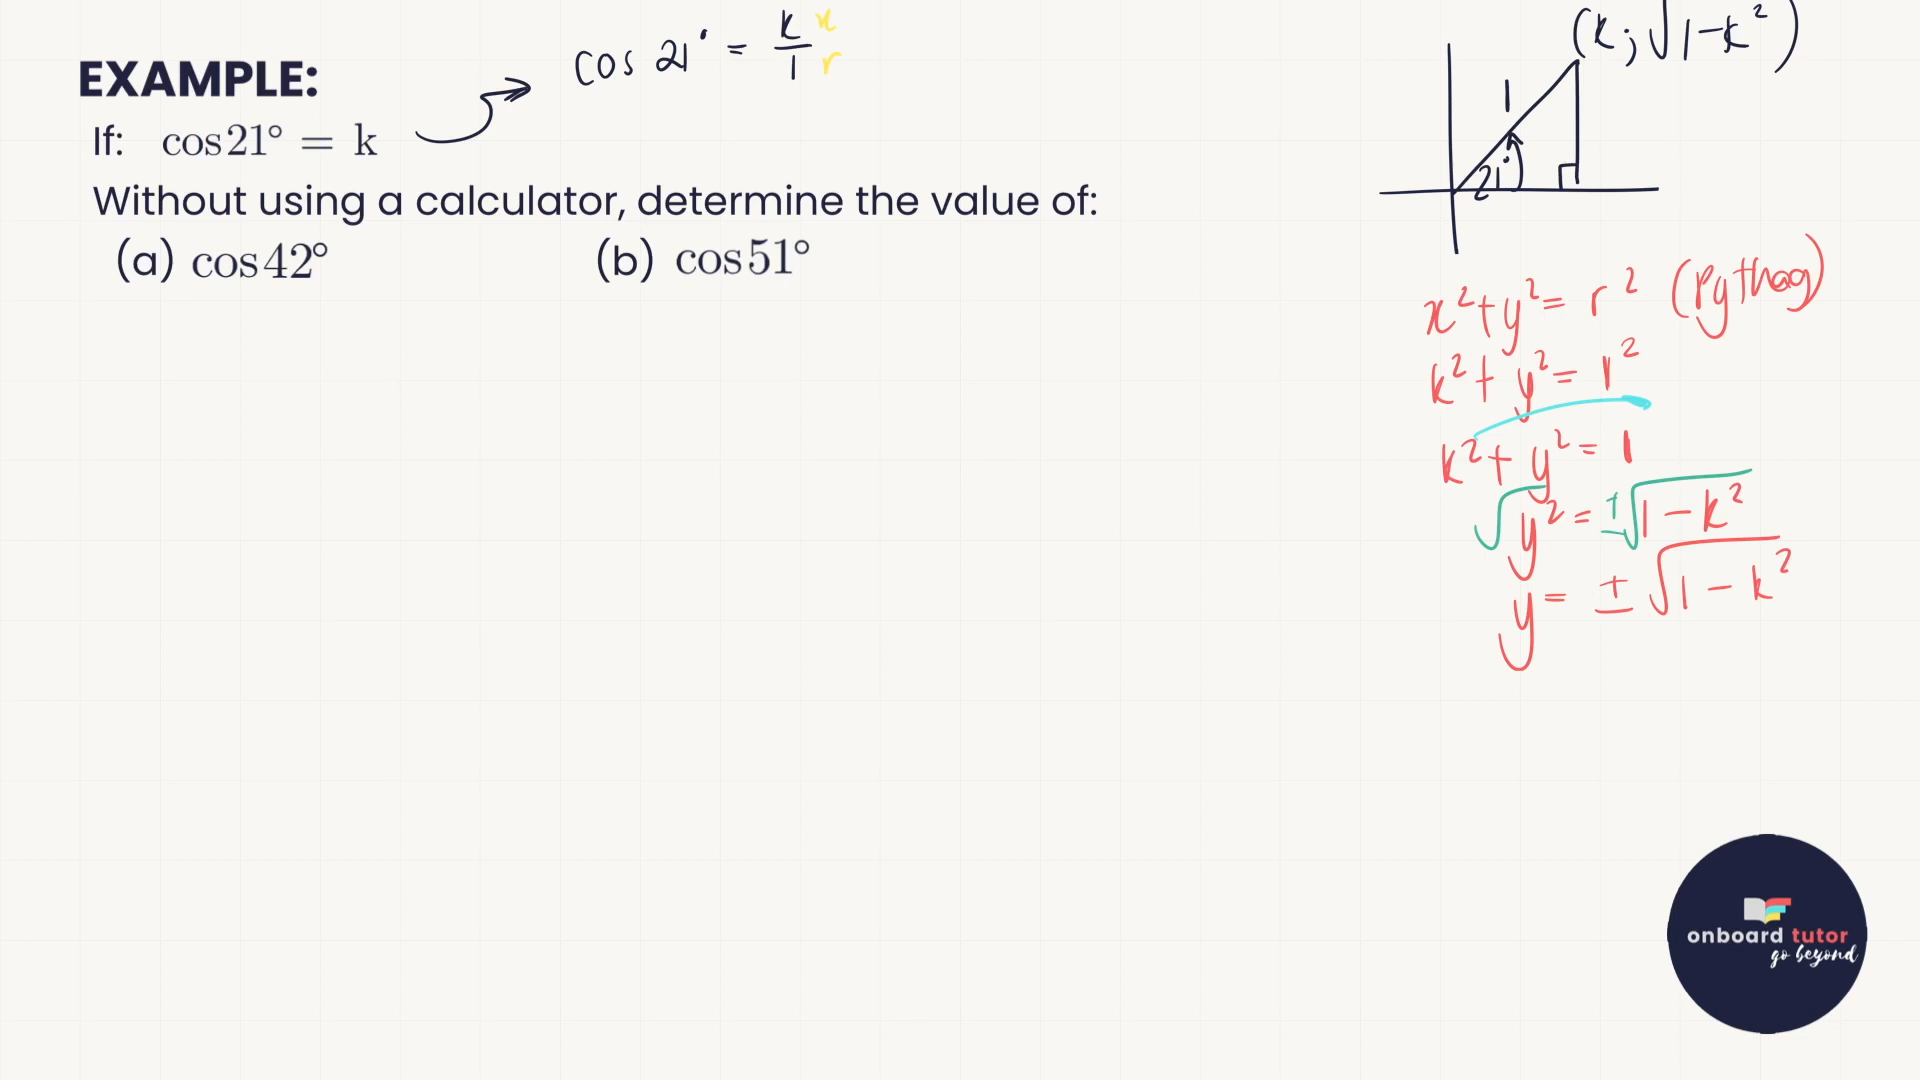 EXAMPLE:
cos 21° = k/1 x r
If: cos 21° = k
Without using a calculator, determine the value of:
(a) cos 42° (b) cos 51°
(k; √1-k²)
1
21°
x² + y² = r² (Pythag)
k² + y² = 1²
k² + y² = 1
√y² = ±√1 - k²
y = ± √1 - k²
onboard tutor
go beyond